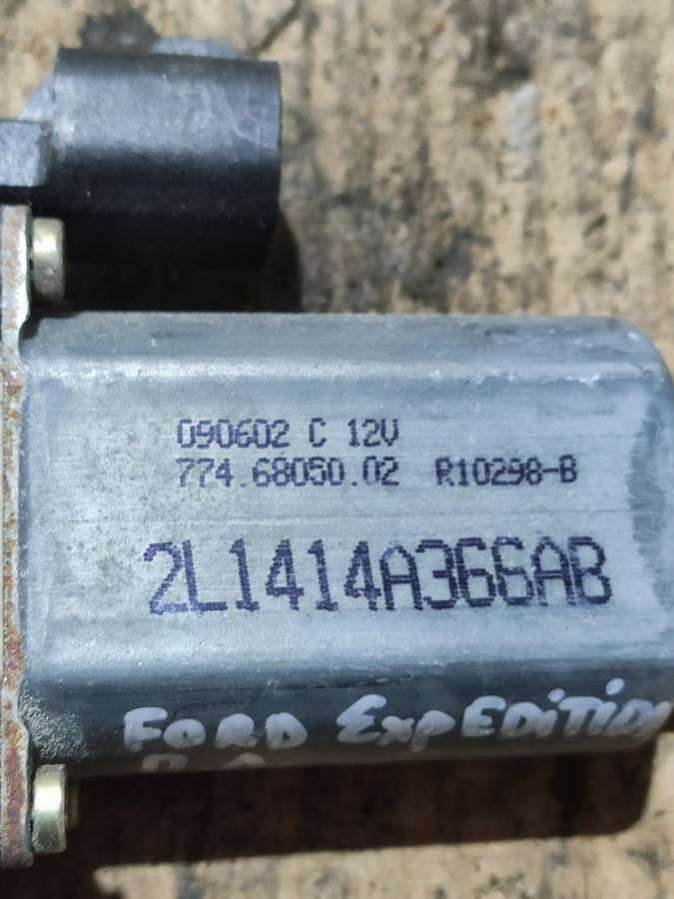 090602 C 12V
774.68050.02 R10298-B
2L1414A366AB
FORD EXPEDITION